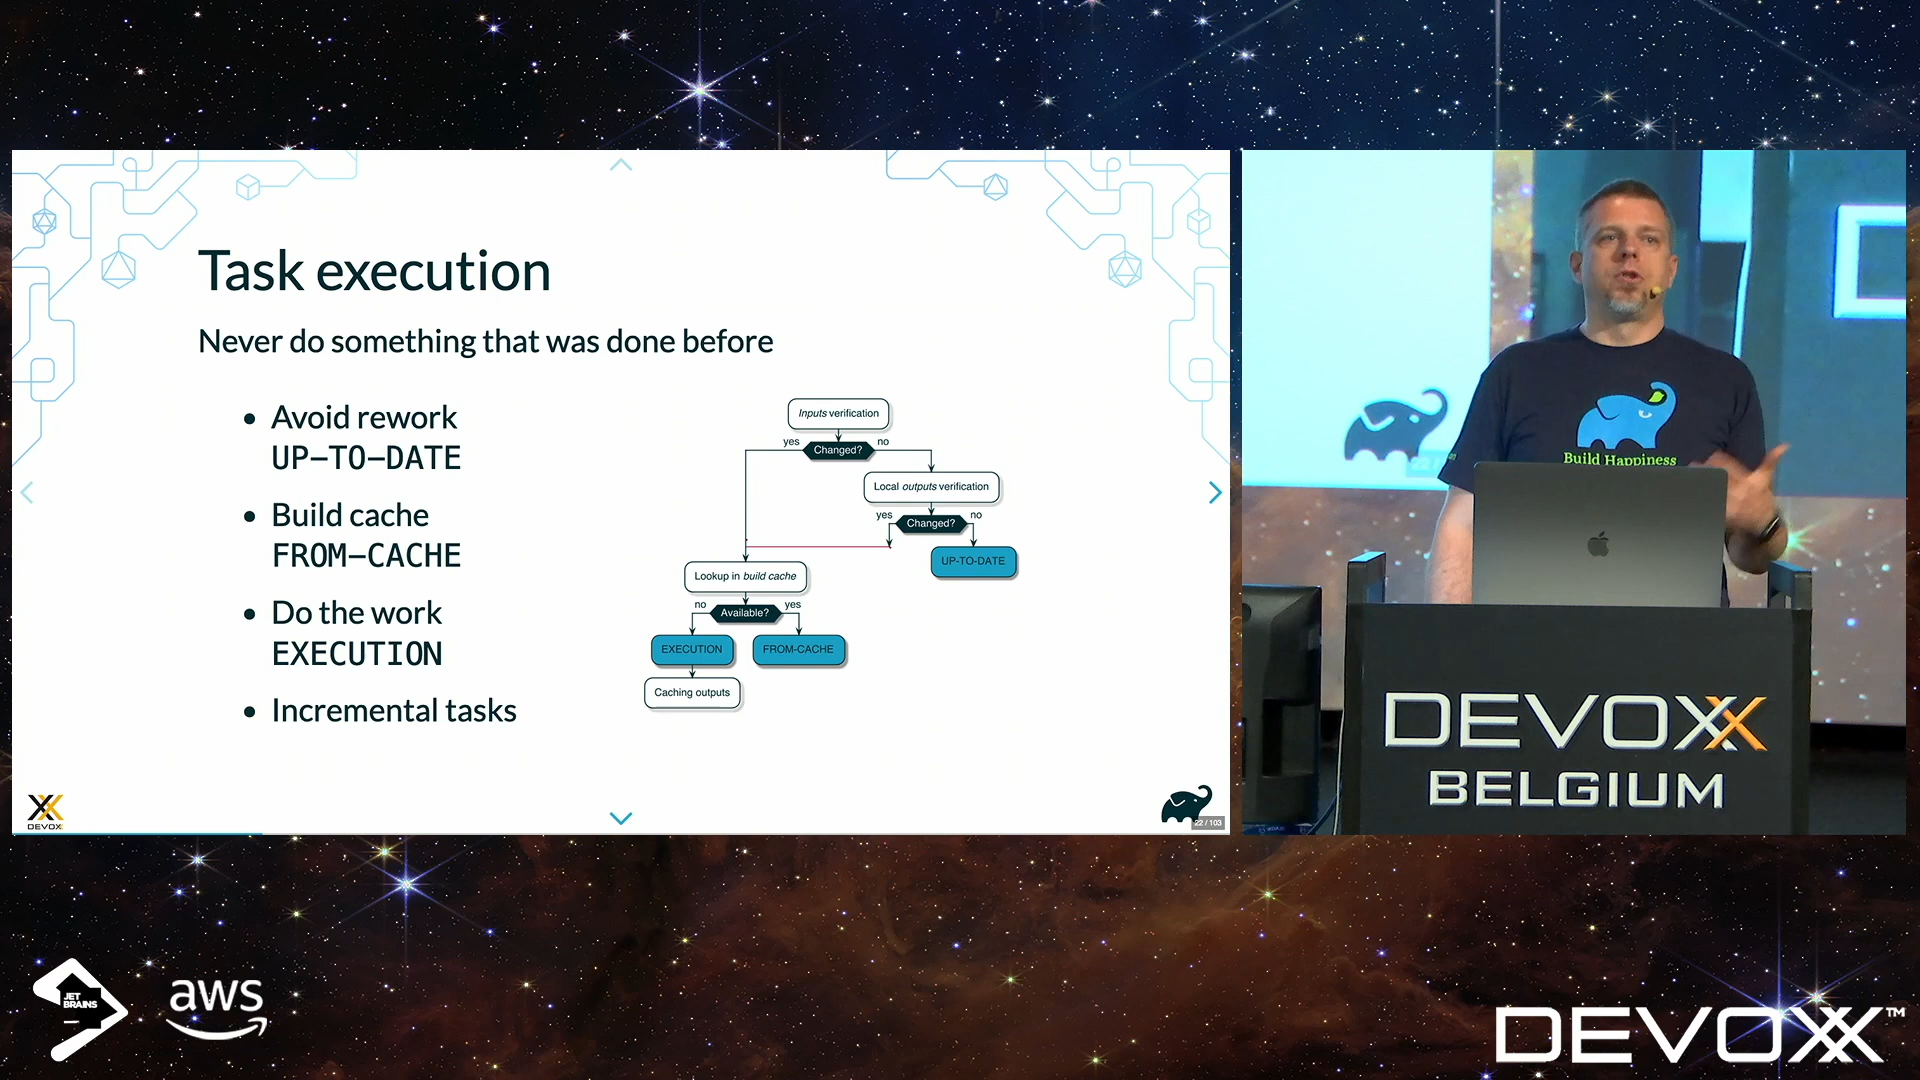 Task execution
Never do something that was done before
• Avoid rework
UP-TO-DATE
• Build cache
FROM-CACHE
• Do the work
EXECUTION
• Incremental tasks
Inputs verification
yes
Changed?
no
Local outputs verification
yes
Changed?
no
UP-TO-DATE
Lookup in build cache
no
Available?
yes
EXECUTION
FROM-CACHE
Caching outputs
DEVOXX
22 / 103
Build Happiness
DEVOXX
BELGIUM
JET
BRAINS
aws
DEVOXX™